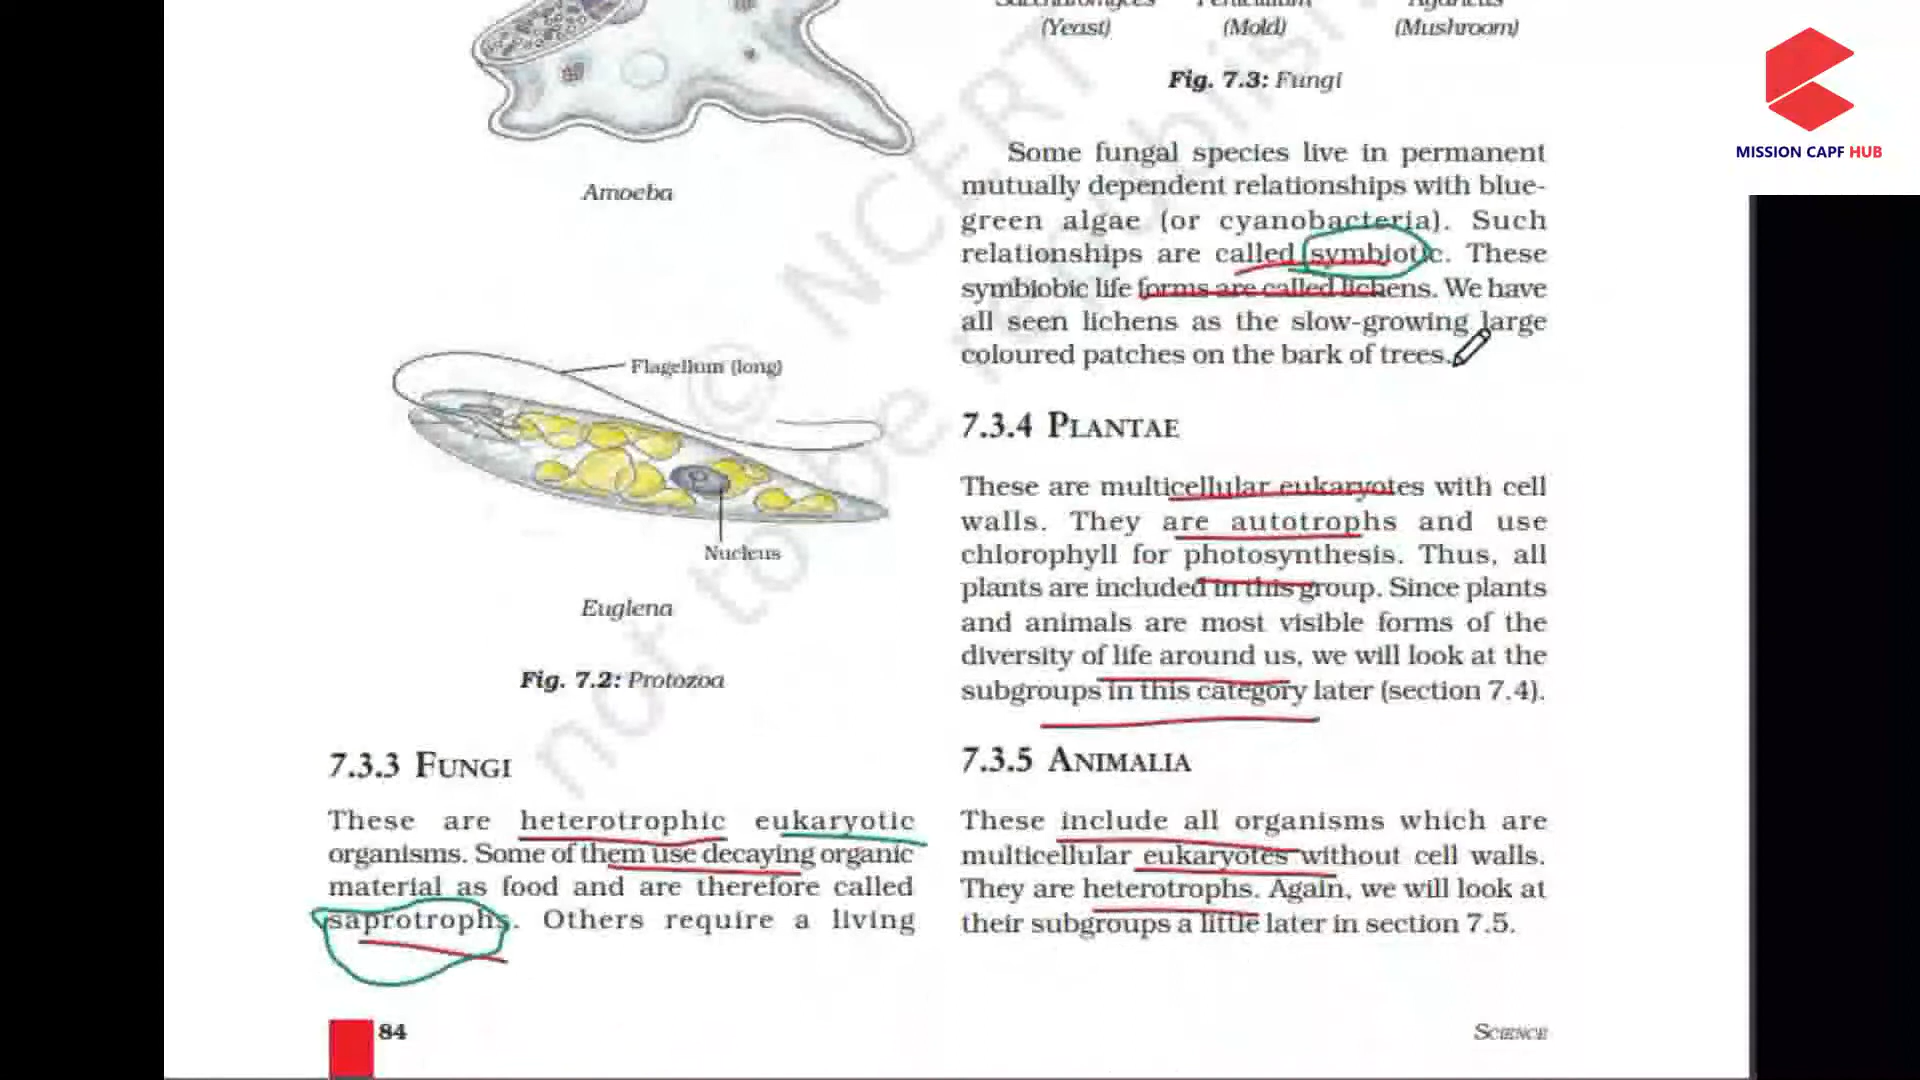 Amoeba
Flagellum (long)
Nucleus
Euglena
Fig. 7.2: Protozoa
7.3.3 FUNGI
These are heterotrophic eukaryotic
organisms. Some of them use decaying organic
material as food and are therefore called
saprotrophs. Others require a living
84
Saccharomyces Penicillium Agaricus
(Yeast) (Mold) (Mushroom)
Fig. 7.3: Fungi
Some fungal species live in permanent
mutually dependent relationships with blue-
green algae (or cyanobacteria). Such
relationships are called symbiotic. These
symbiobic life forms are called lichens. We have
all seen lichens as the slow-growing large
coloured patches on the bark of trees.
7.3.4 PLANTAE
These are multicellular eukaryotes with cell
walls. They are autotrophs and use
chlorophyll for photosynthesis. Thus, all
plants are included in this group. Since plants
and animals are most visible forms of the
diversity of life around us, we will look at the
subgroups in this category later (section 7.4).
7.3.5 ANIMALIA
These include all organisms which are
multicellular eukaryotes without cell walls.
They are heterotrophs. Again, we will look at
their subgroups a little later in section 7.5.
SCIENCE
MISSION CAPF HUB
© NCERT
not to be republish